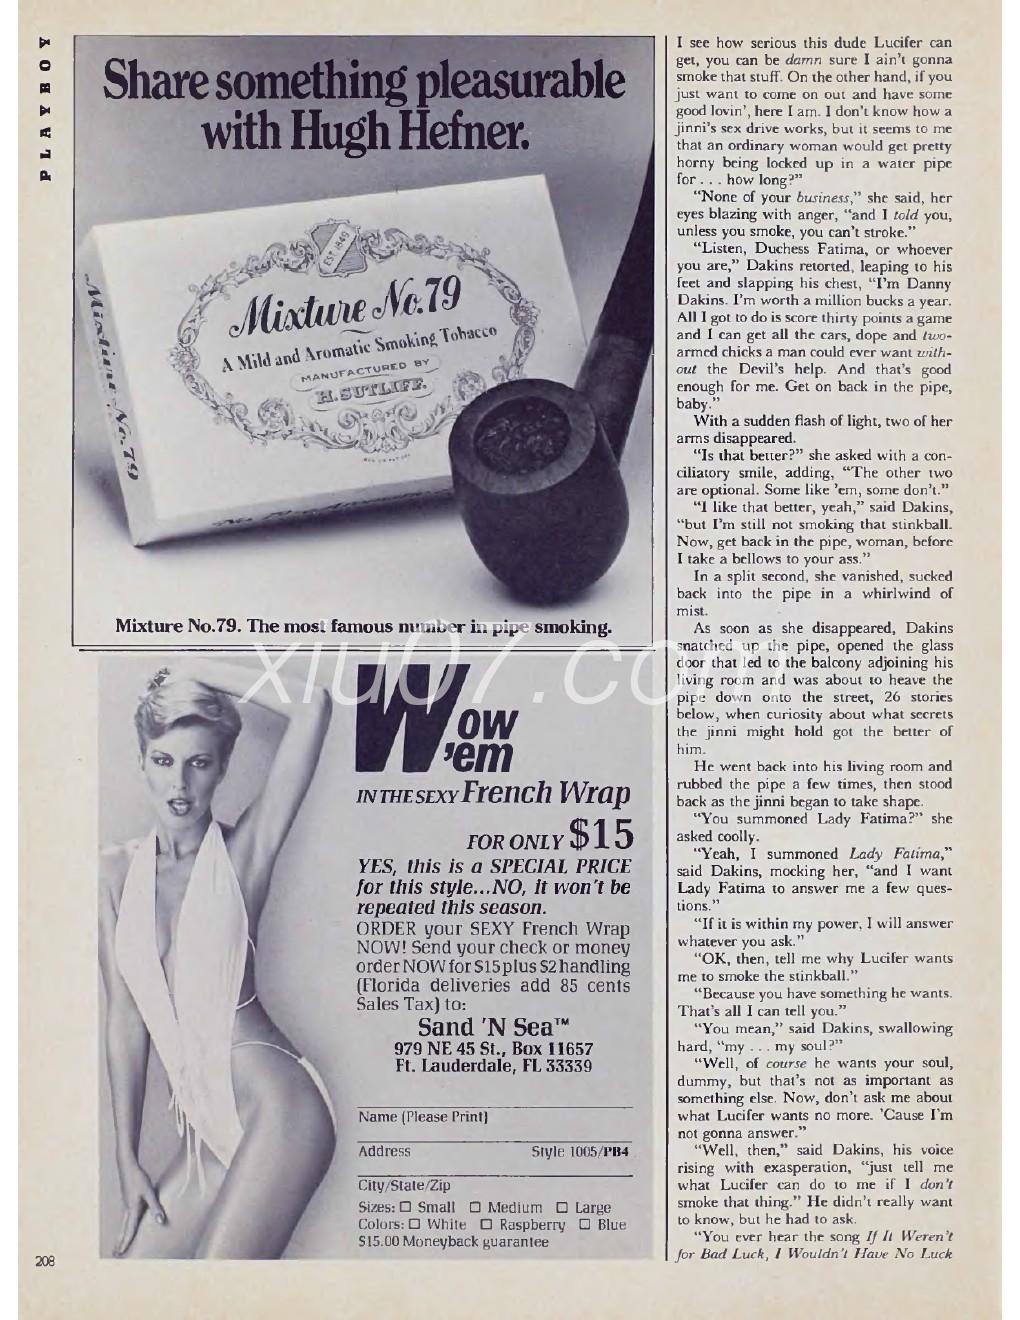 PLAYBOY
Share something pleasurable
with Hugh Hefner.
EST. 1849
Mixture No. 79
A Mild and Aromatic Smoking Tobacco
MANUFACTURED BY
H. SUTLIFF.
Mixture No. 79
Mixture No.79. The most famous number in pipe smoking.
Wow
'em
IN THE SEXY French Wrap
FOR ONLY $15
YES, this is a SPECIAL PRICE
for this style...NO, it won't be
repeated this season.
ORDER your SEXY French Wrap
NOW! Send your check or money
order NOW for $15 plus $2 handling
(Florida deliveries add 85 cents
Sales Tax) to:
Sand 'N Sea™
979 NE 45 St., Box 11657
Ft. Lauderdale, FL 33339
Name (Please Print)
Address Style 1005/PB4
City/State/Zip
Sizes: ☐ Small ☐ Medium ☐ Large
Colors: ☐ White ☐ Raspberry ☐ Blue
$15.00 Moneyback guarantee
208
I see how serious this dude Lucifer can
get, you can be damn sure I ain't gonna
smoke that stuff. On the other hand, if you
just want to come on out and have some
good lovin', here I am. I don't know how a
jinni's sex drive works, but it seems to me
that an ordinary woman would get pretty
horny being locked up in a water pipe
for . . . how long?"
"None of your business," she said, her
eyes blazing with anger, "and I told you,
unless you smoke, you can't stroke."
"Listen, Duchess Fatima, or whoever
you are," Dakins retorted, leaping to his
feet and slapping his chest, "I'm Danny
Dakins. I'm worth a million bucks a year.
All I got to do is score thirty points a game
and I can get all the cars, dope and two-
armed chicks a man could ever want with-
out the Devil's help. And that's good
enough for me. Get on back in the pipe,
baby."
With a sudden flash of light, two of her
arms disappeared.
"Is that better?" she asked with a con-
ciliatory smile, adding, "The other two
are optional. Some like 'em, some don't."
"I like that better, yeah," said Dakins,
"but I'm still not smoking that stinkball.
Now, get back in the pipe, woman, before
I take a bellows to your ass."
In a split second, she vanished, sucked
back into the pipe in a whirlwind of
mist.
As soon as she disappeared, Dakins
snatched up the pipe, opened the glass
door that led to the balcony adjoining his
living room and was about to heave the
pipe down onto the street, 26 stories
below, when curiosity about what secrets
the jinni might hold got the better of
him.
He went back into his living room and
rubbed the pipe a few times, then stood
back as the jinni began to take shape.
"You summoned Lady Fatima?" she
asked coolly.
"Yeah, I summoned Lady Fatima,"
said Dakins, mocking her, "and I want
Lady Fatima to answer me a few ques-
tions."
"If it is within my power, I will answer
whatever you ask."
"OK, then, tell me why Lucifer wants
me to smoke the stinkball."
"Because you have something he wants.
That's all I can tell you."
"You mean," said Dakins, swallowing
hard, "my . . . my soul?"
"Well, of course he wants your soul,
dummy, but that's not as important as
something else. Now, don't ask me about
what Lucifer wants no more. 'Cause I'm
not gonna answer."
"Well, then," said Dakins, his voice
rising with exasperation, "just tell me
what Lucifer can do to me if I don't
smoke that thing." He didn't really want
to know, but he had to ask.
"You ever hear the song If It Weren't
for Bad Luck, I Wouldn't Have No Luck
xiu07.com